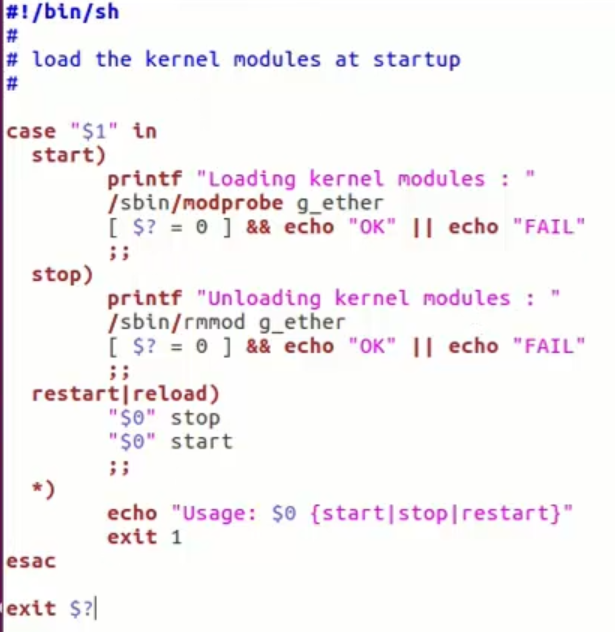 #!/bin/sh
#
# load the kernel modules at startup
#
case "$1" in
start)
printf "Loading kernel modules : "
/sbin/modprobe g_ether
[ $? = 0 ] && echo "OK" || echo "FAIL"
;;
stop)
printf "Unloading kernel modules : "
/sbin/rmmod g_ether
[ $? = 0 ] && echo "OK" || echo "FAIL"
;;
restart|reload)
"$0" stop
"$0" start
;;
*)
echo "Usage: $0 {start|stop|restart}"
exit 1
esac
exit $?